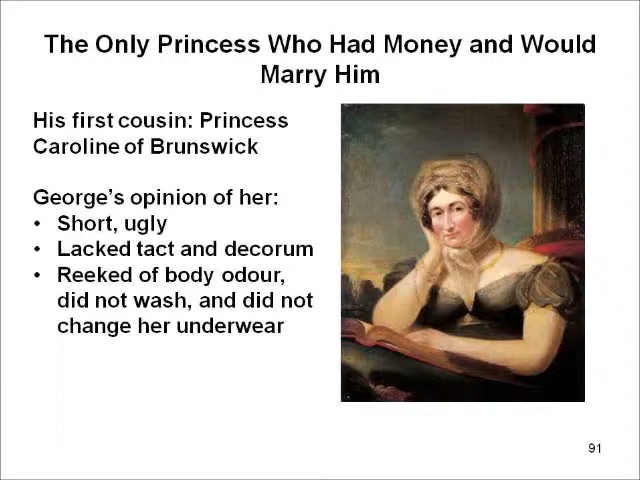 The Only Princess Who Had Money and Would
Marry Him
His first cousin: Princess
Caroline of Brunswick
George's opinion of her:
• Short, ugly
• Lacked tact and decorum
• Reeked of body odour,
did not wash, and did not
change her underwear
91